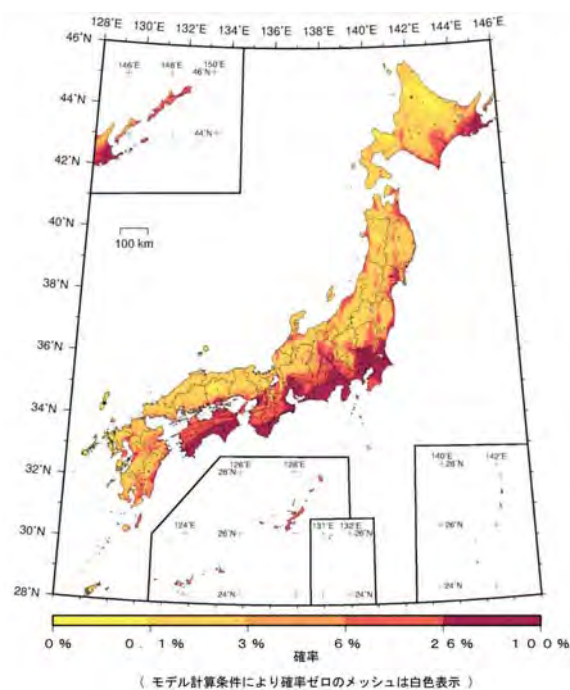 128°E 130°E 132°E 134°E 136°E 138°E 140°E 142°E 144°E 146°E
46°N
44°N
42°N
40°N
38°N
36°N
34°N
32°N
30°N
28°N
146°E 148°E 150°E
46°N
44°N
100 km
126°E 128°E
28°N
124°E
26°N
24°N
131°E 132°E
26°N
24°N
140°E 142°E
28°N
26°N
24°N
0% 0.1% 3% 6% 26% 100%
確率
( モデル計算条件により確率ゼロのメッシュは白色表示 )